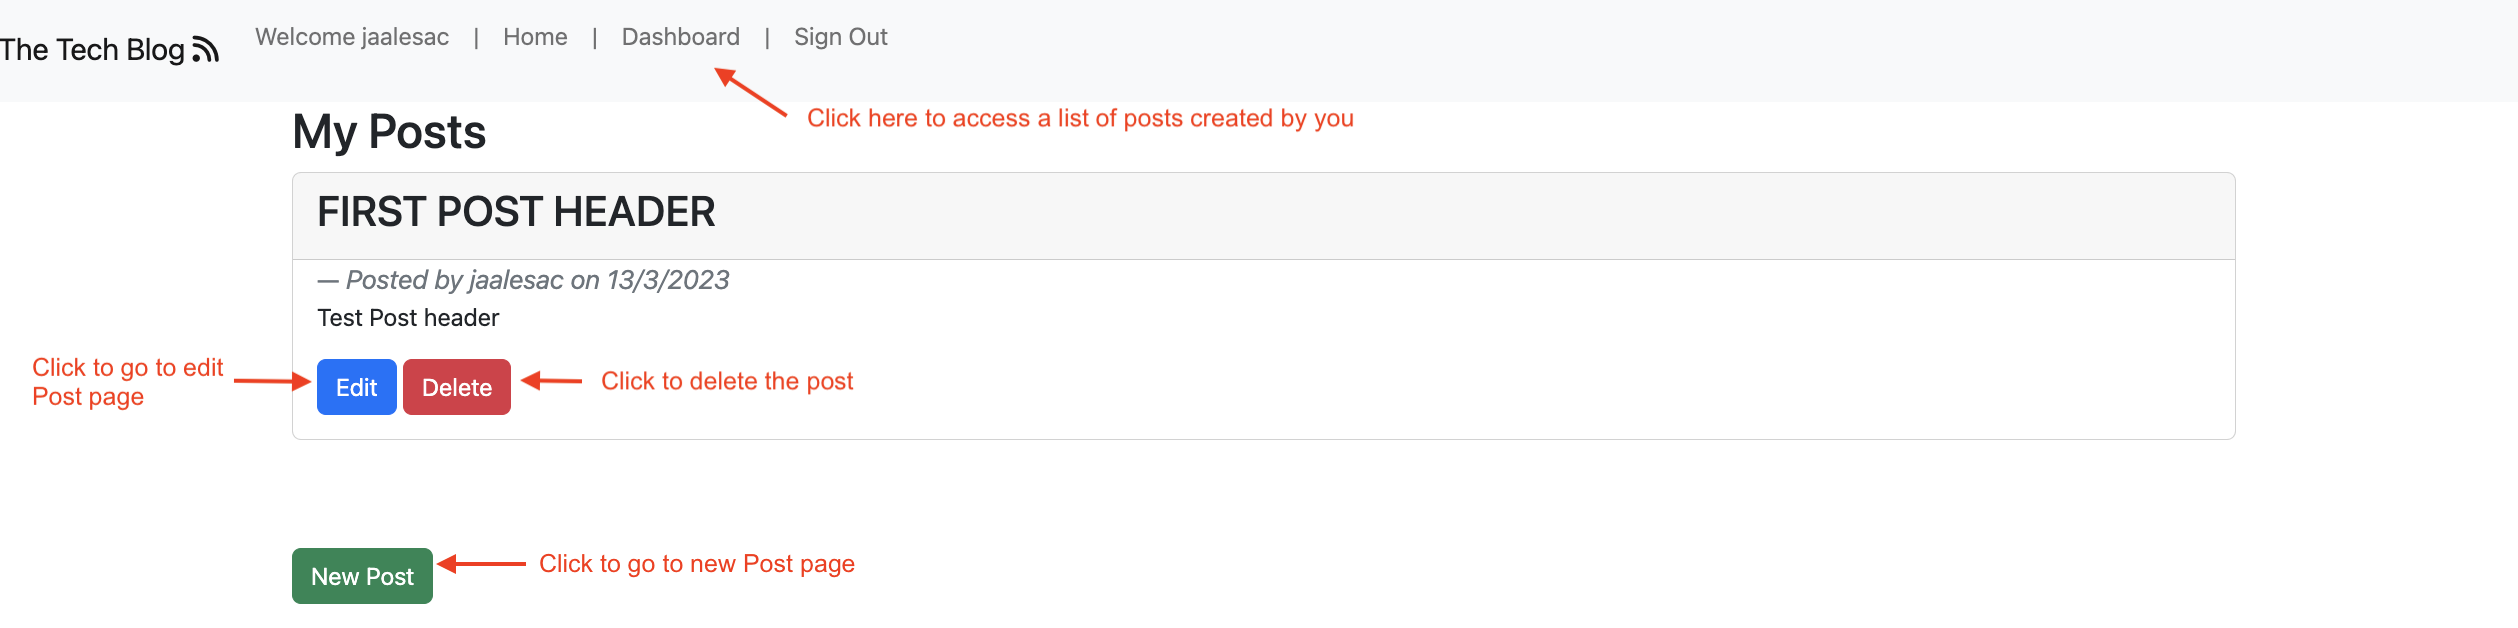 The Tech Blog
Welcome jaalesac | Home | Dashboard | Sign Out
Click here to access a list of posts created by you
My Posts
FIRST POST HEADER
— Posted by jaalesac on 13/3/2023
Test Post header
Click to go to edit
Post page
Edit Delete
Click to delete the post
New Post
Click to go to new Post page